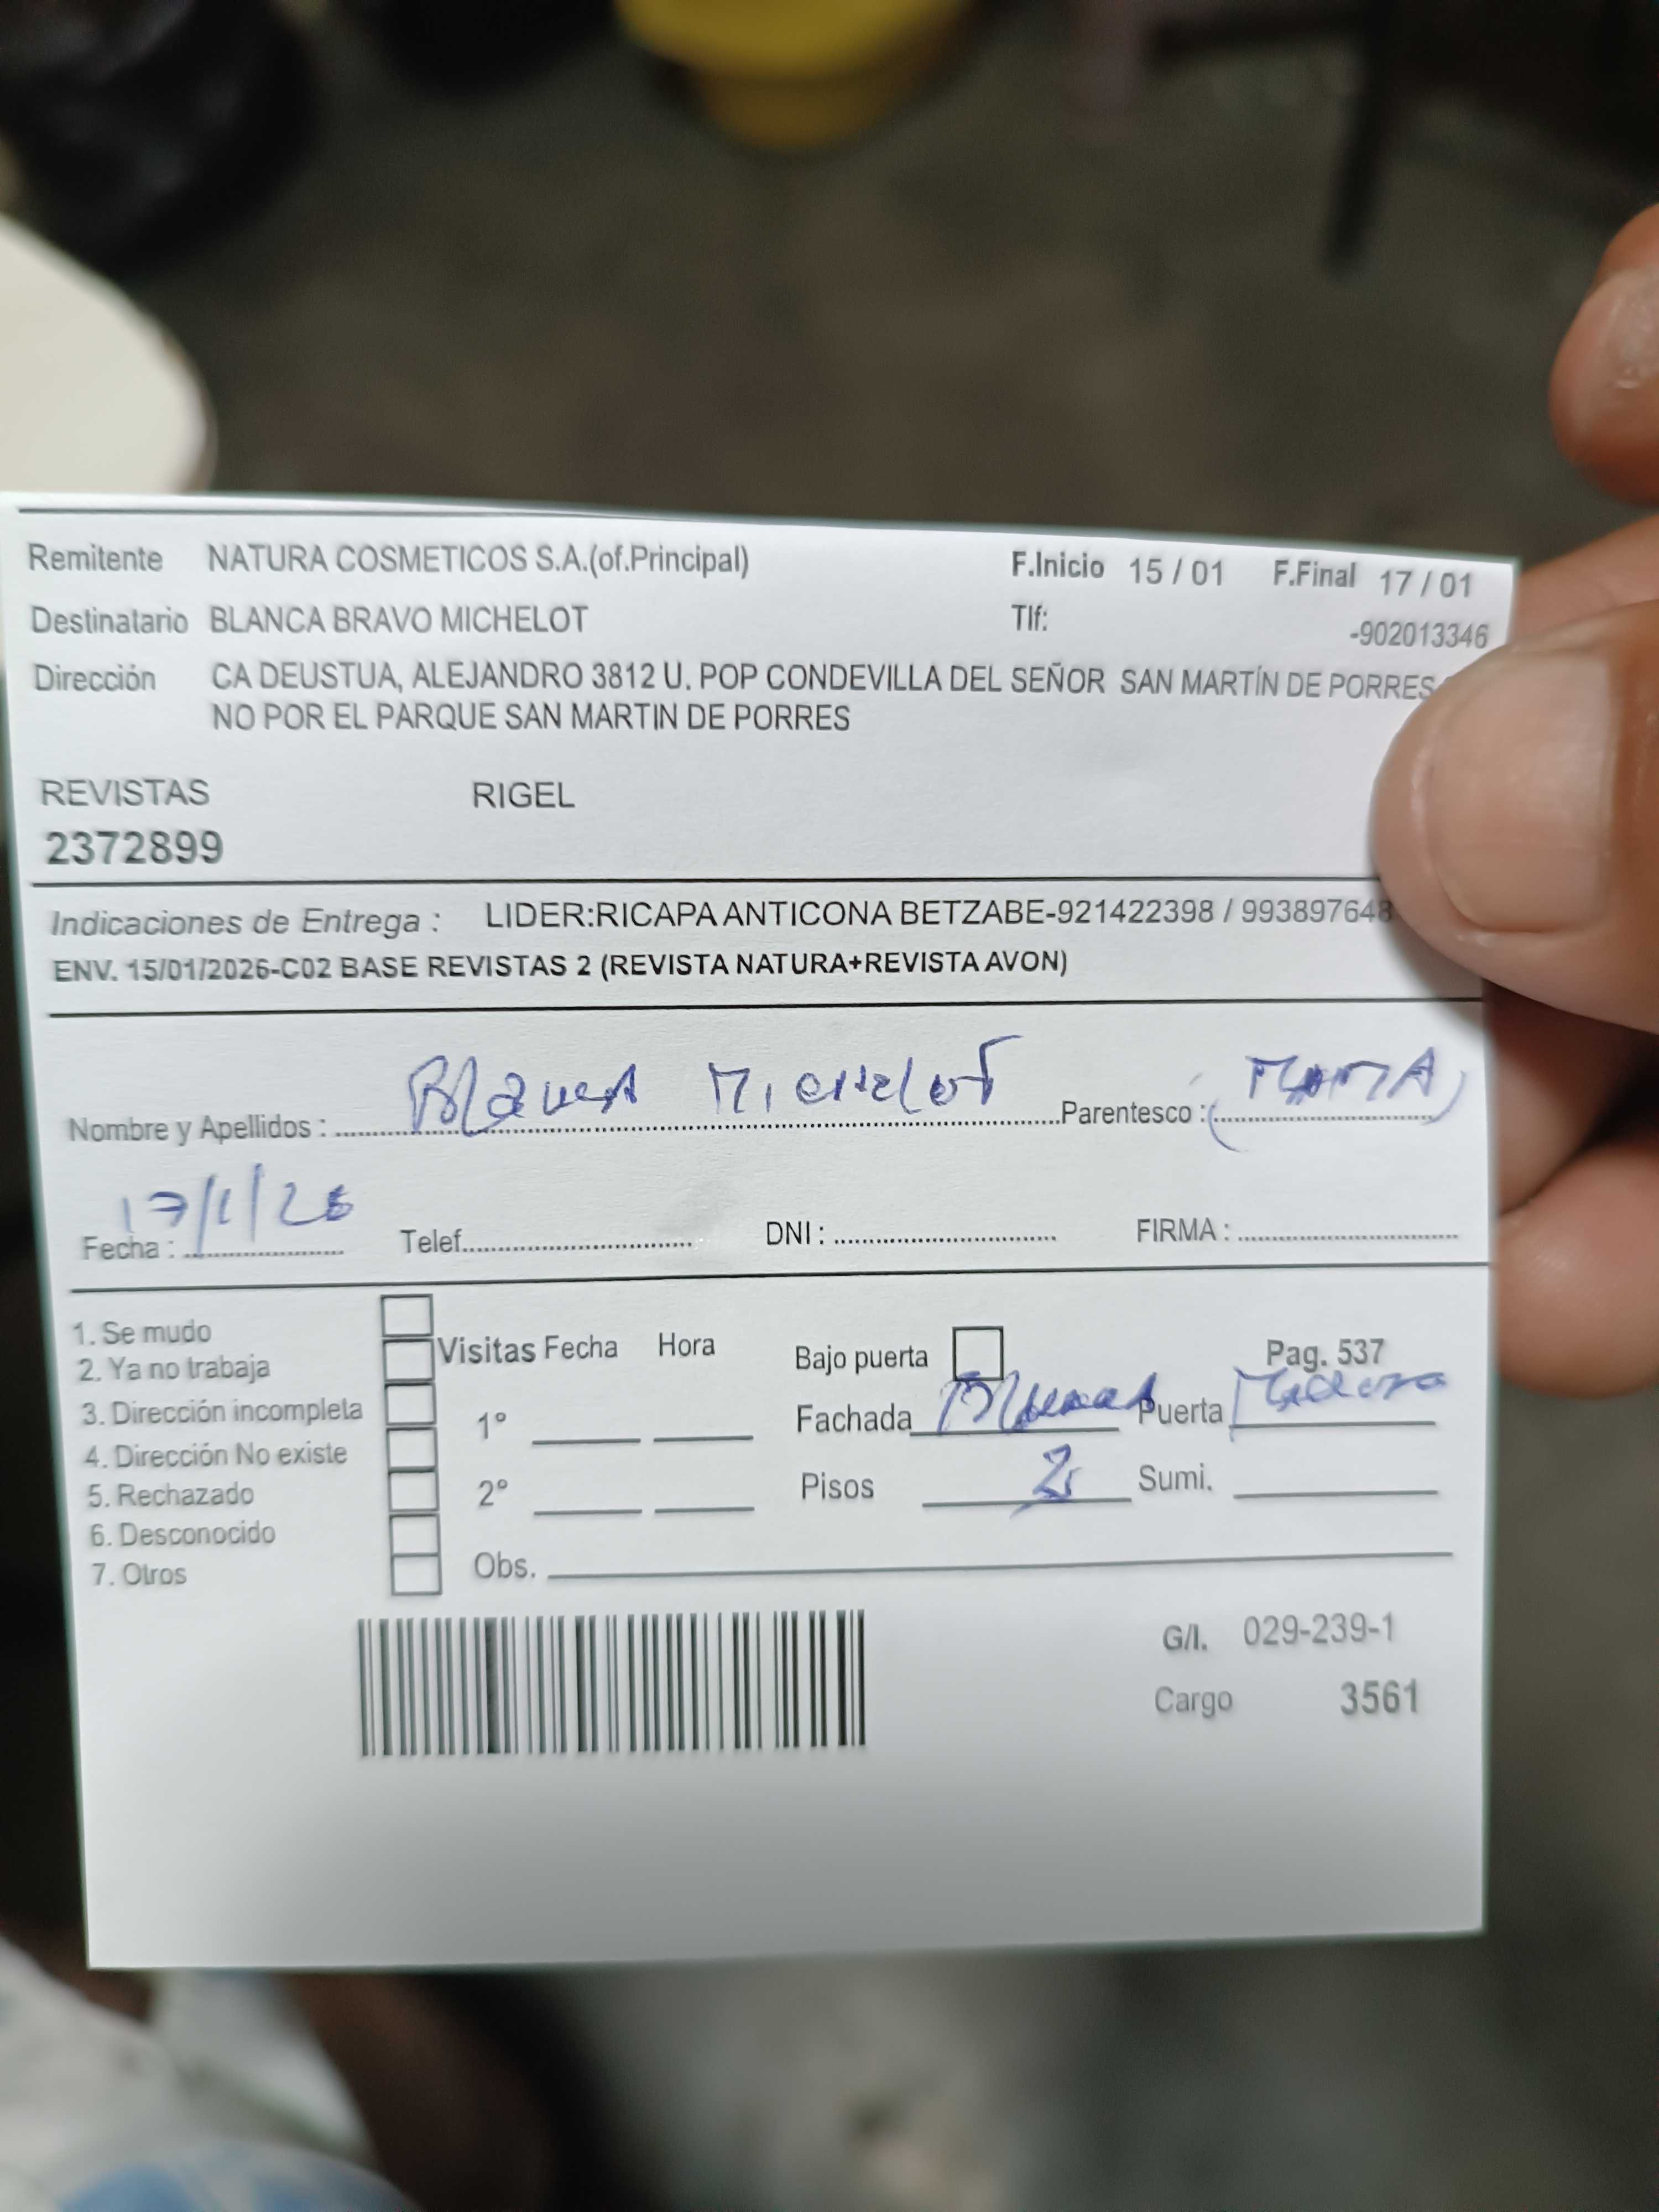 Remitente NATURA COSMETICOS S.A.(of.Principal) F.Inicio 15 / 01 F.Final 17 / 01
Destinatario BLANCA BRAVO MICHELOT Tlf: -902013346
Dirección CA DEUSTUA, ALEJANDRO 3812 U. POP CONDEVILLA DEL SEÑOR SAN MARTÍN DE PORRES
NO POR EL PARQUE SAN MARTIN DE PORRES
REVISTAS RIGEL
2372899
Indicaciones de Entrega : LIDER:RICAPA ANTICONA BETZABE-921422398 / 993897648
ENV. 15/01/2026-C02 BASE REVISTAS 2 (REVISTA NATURA+REVISTA AVON)
Nombre y Apellidos : Blanca Michelot Parentesco : (MAMA)
Fecha : 17/1/26 Telef. DNI : FIRMA :
1. Se mudo
2. Ya no trabaja
3. Dirección incompleta
4. Dirección No existe
5. Rechazado
6. Desconocido
7. Otros
Visitas Fecha Hora
1º
2º
Obs.
Bajo puerta Pag. 537
Fachada Puerta
Pisos 2 Sumi.
G/I. 029-239-1
Cargo 3561